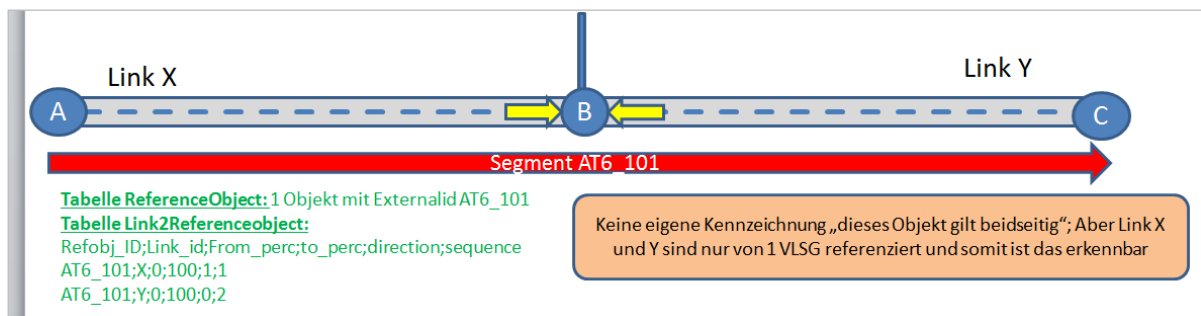 Link X
Link Y
A
B
C
Segment AT6_101
Tabelle ReferenceObject: 1 Objekt mit Externalid AT6_101
Tabelle Link2Referenceobject:
Refobj_ID;Link_id;From_perc;to_perc;direction;sequence
AT6_101;X;0;100;1;1
AT6_101;Y;0;100;0;2
Keine eigene Kennzeichnung „dieses Objekt gilt beidseitig“; Aber Link X
und Y sind nur von 1 VLSG referenziert und somit ist das erkennbar